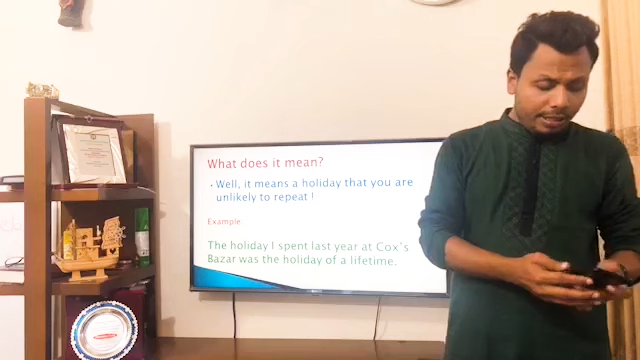 What does it mean?
• Well, it means a holiday that you are
unlikely to repeat !
Example
The holiday I spent last year at Cox's
Bazar was the holiday of a lifetime.